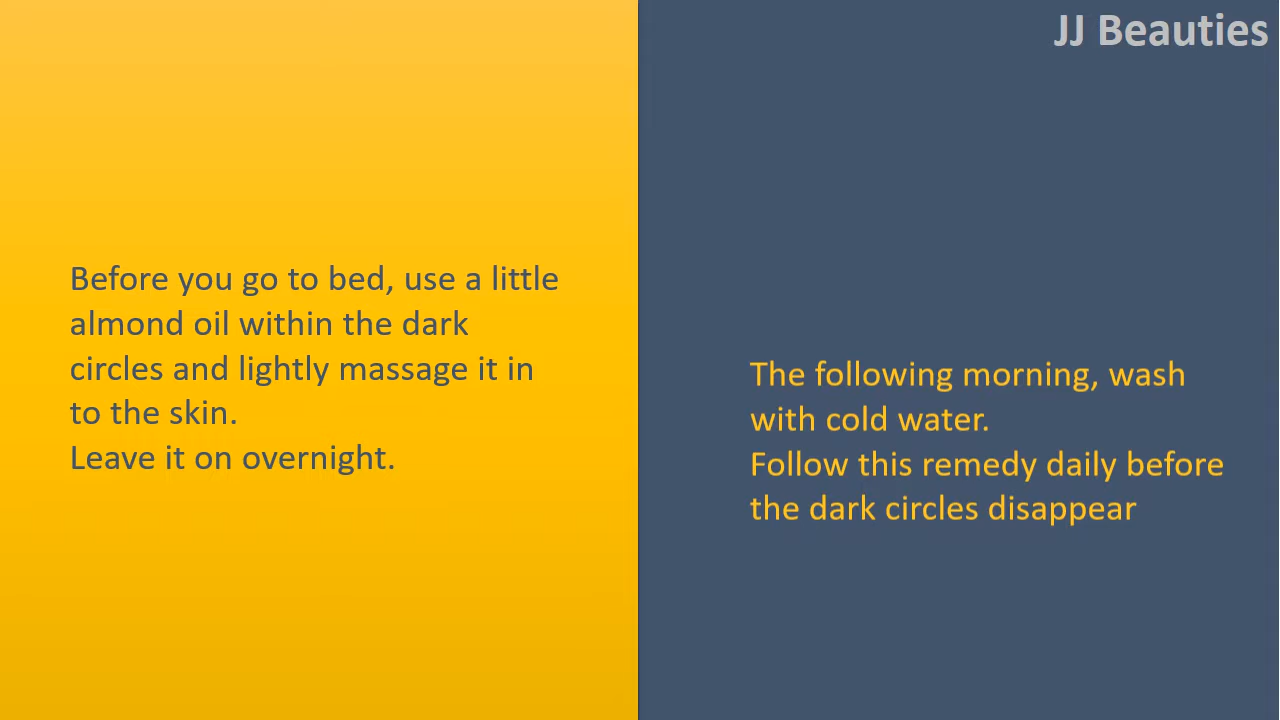 JJ Beauties
Before you go to bed, use a little
almond oil within the dark
circles and lightly massage it in
to the skin.
Leave it on overnight.
The following morning, wash
with cold water.
Follow this remedy daily before
the dark circles disappear